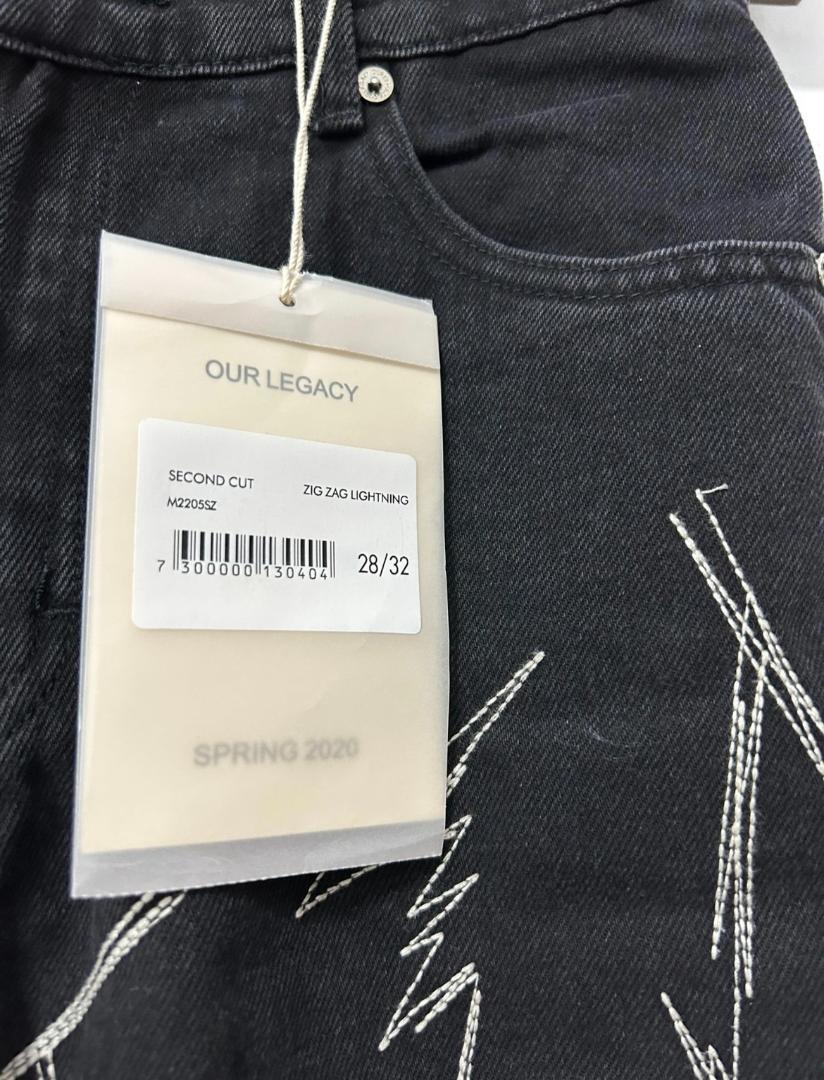 OUR LEGACY
SECOND CUT
ZIG ZAG LIGHTNING
M2205SZ
7 300000 130404
28/32
SPRING 2020